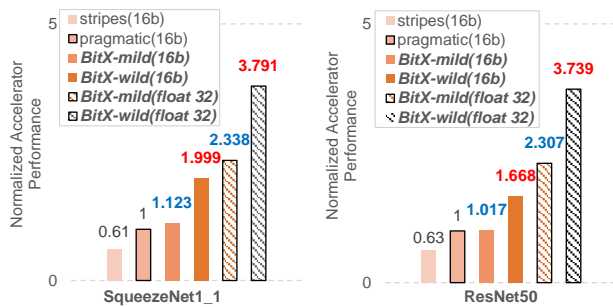 5
stripes(16b)
pragmatic(16b)
BitX-mild(16b)
BitX-wild(16b)
BitX-mild(float 32)
BitX-wild(float 32)
Normalized Accelerator
Performance
0.61
1
1.123
1.999
2.338
3.791
0
SqueezeNet1_1
5
stripes(16b)
pragmatic(16b)
BitX-mild(16b)
BitX-wild(16b)
BitX-mild(float 32)
BitX-wild(float 32)
Normalized Accelerator
Performance
0.63
1
1.017
1.668
2.307
3.739
0
ResNet50